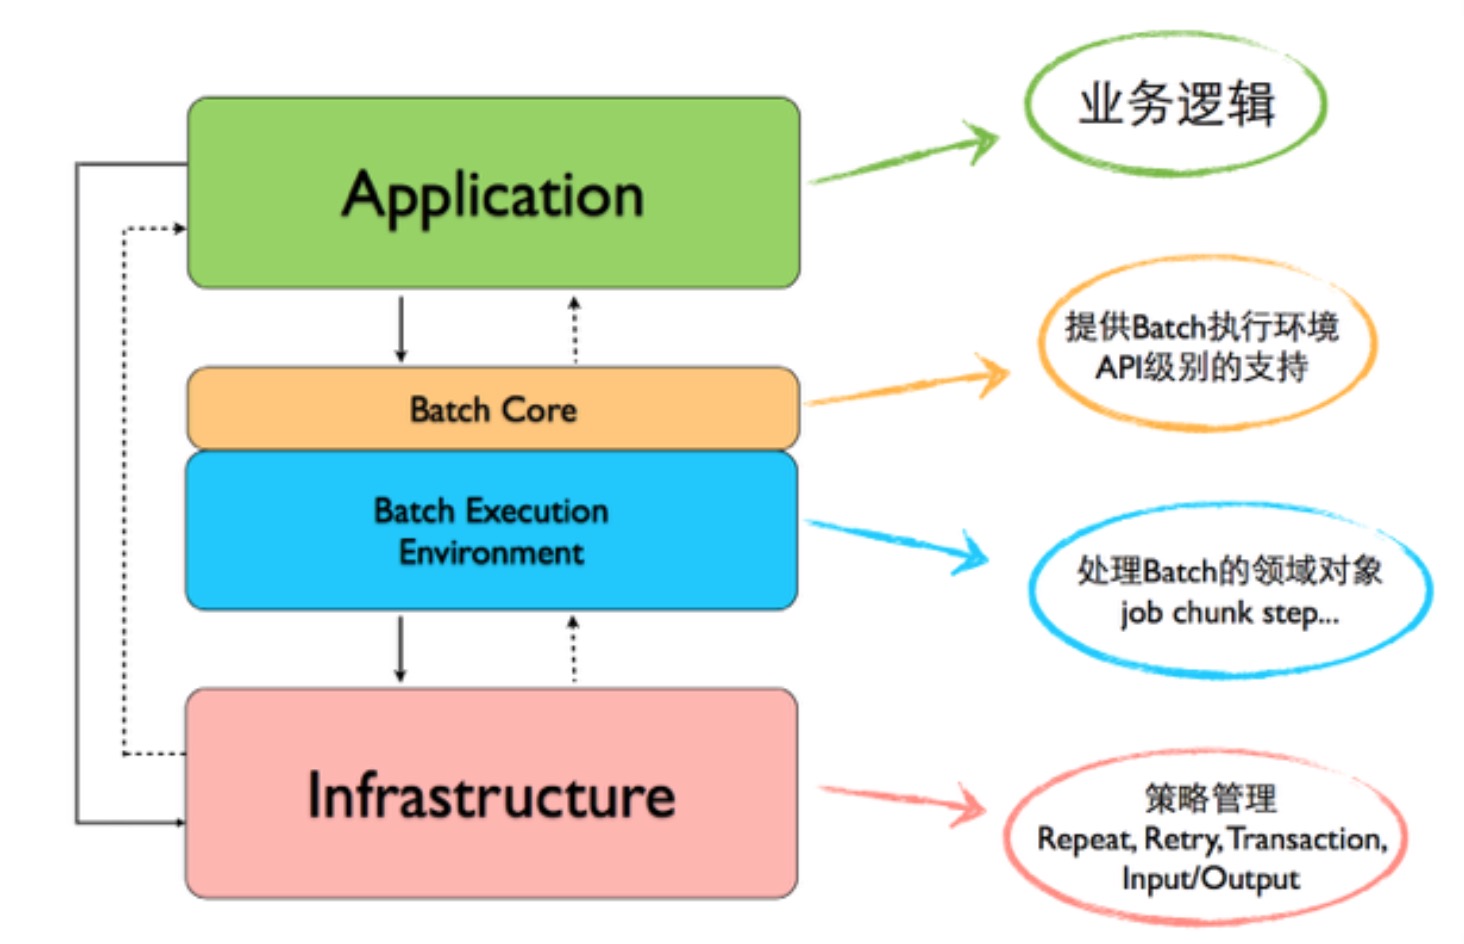 Application
业务逻辑
Batch Core
提供Batch执行环境
API级别的支持
Batch Execution
Environment
处理Batch的领域对象
job chunk step...
Infrastructure
策略管理
Repeat, Retry, Transaction,
Input/Output